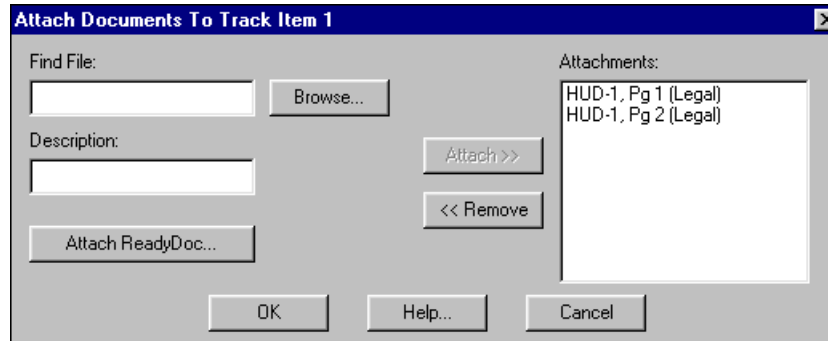 Attach Documents To Track Item 1
Find File:
Browse...
Description:
Attach ReadyDoc...
Attach >>
<< Remove
Attachments:
HUD-1, Pg 1 (Legal)
HUD-1, Pg 2 (Legal)
OK
Help...
Cancel